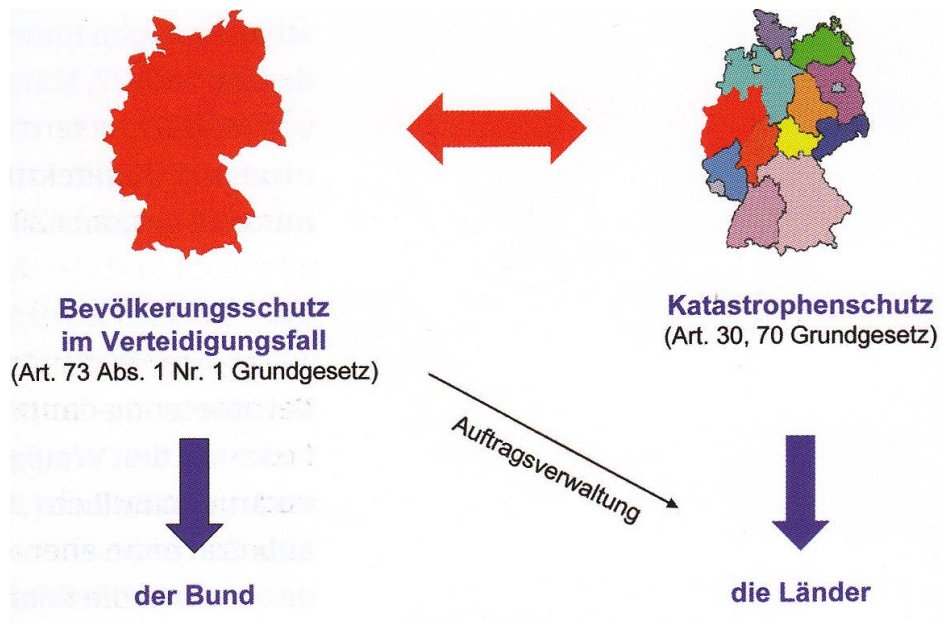 Bevölkerungsschutz
im Verteidigungsfall
(Art. 73 Abs. 1 Nr. 1 Grundgesetz)
Katastrophenschutz
(Art. 30, 70 Grundgesetz)
Auftragsverwaltung
der Bund
die Länder